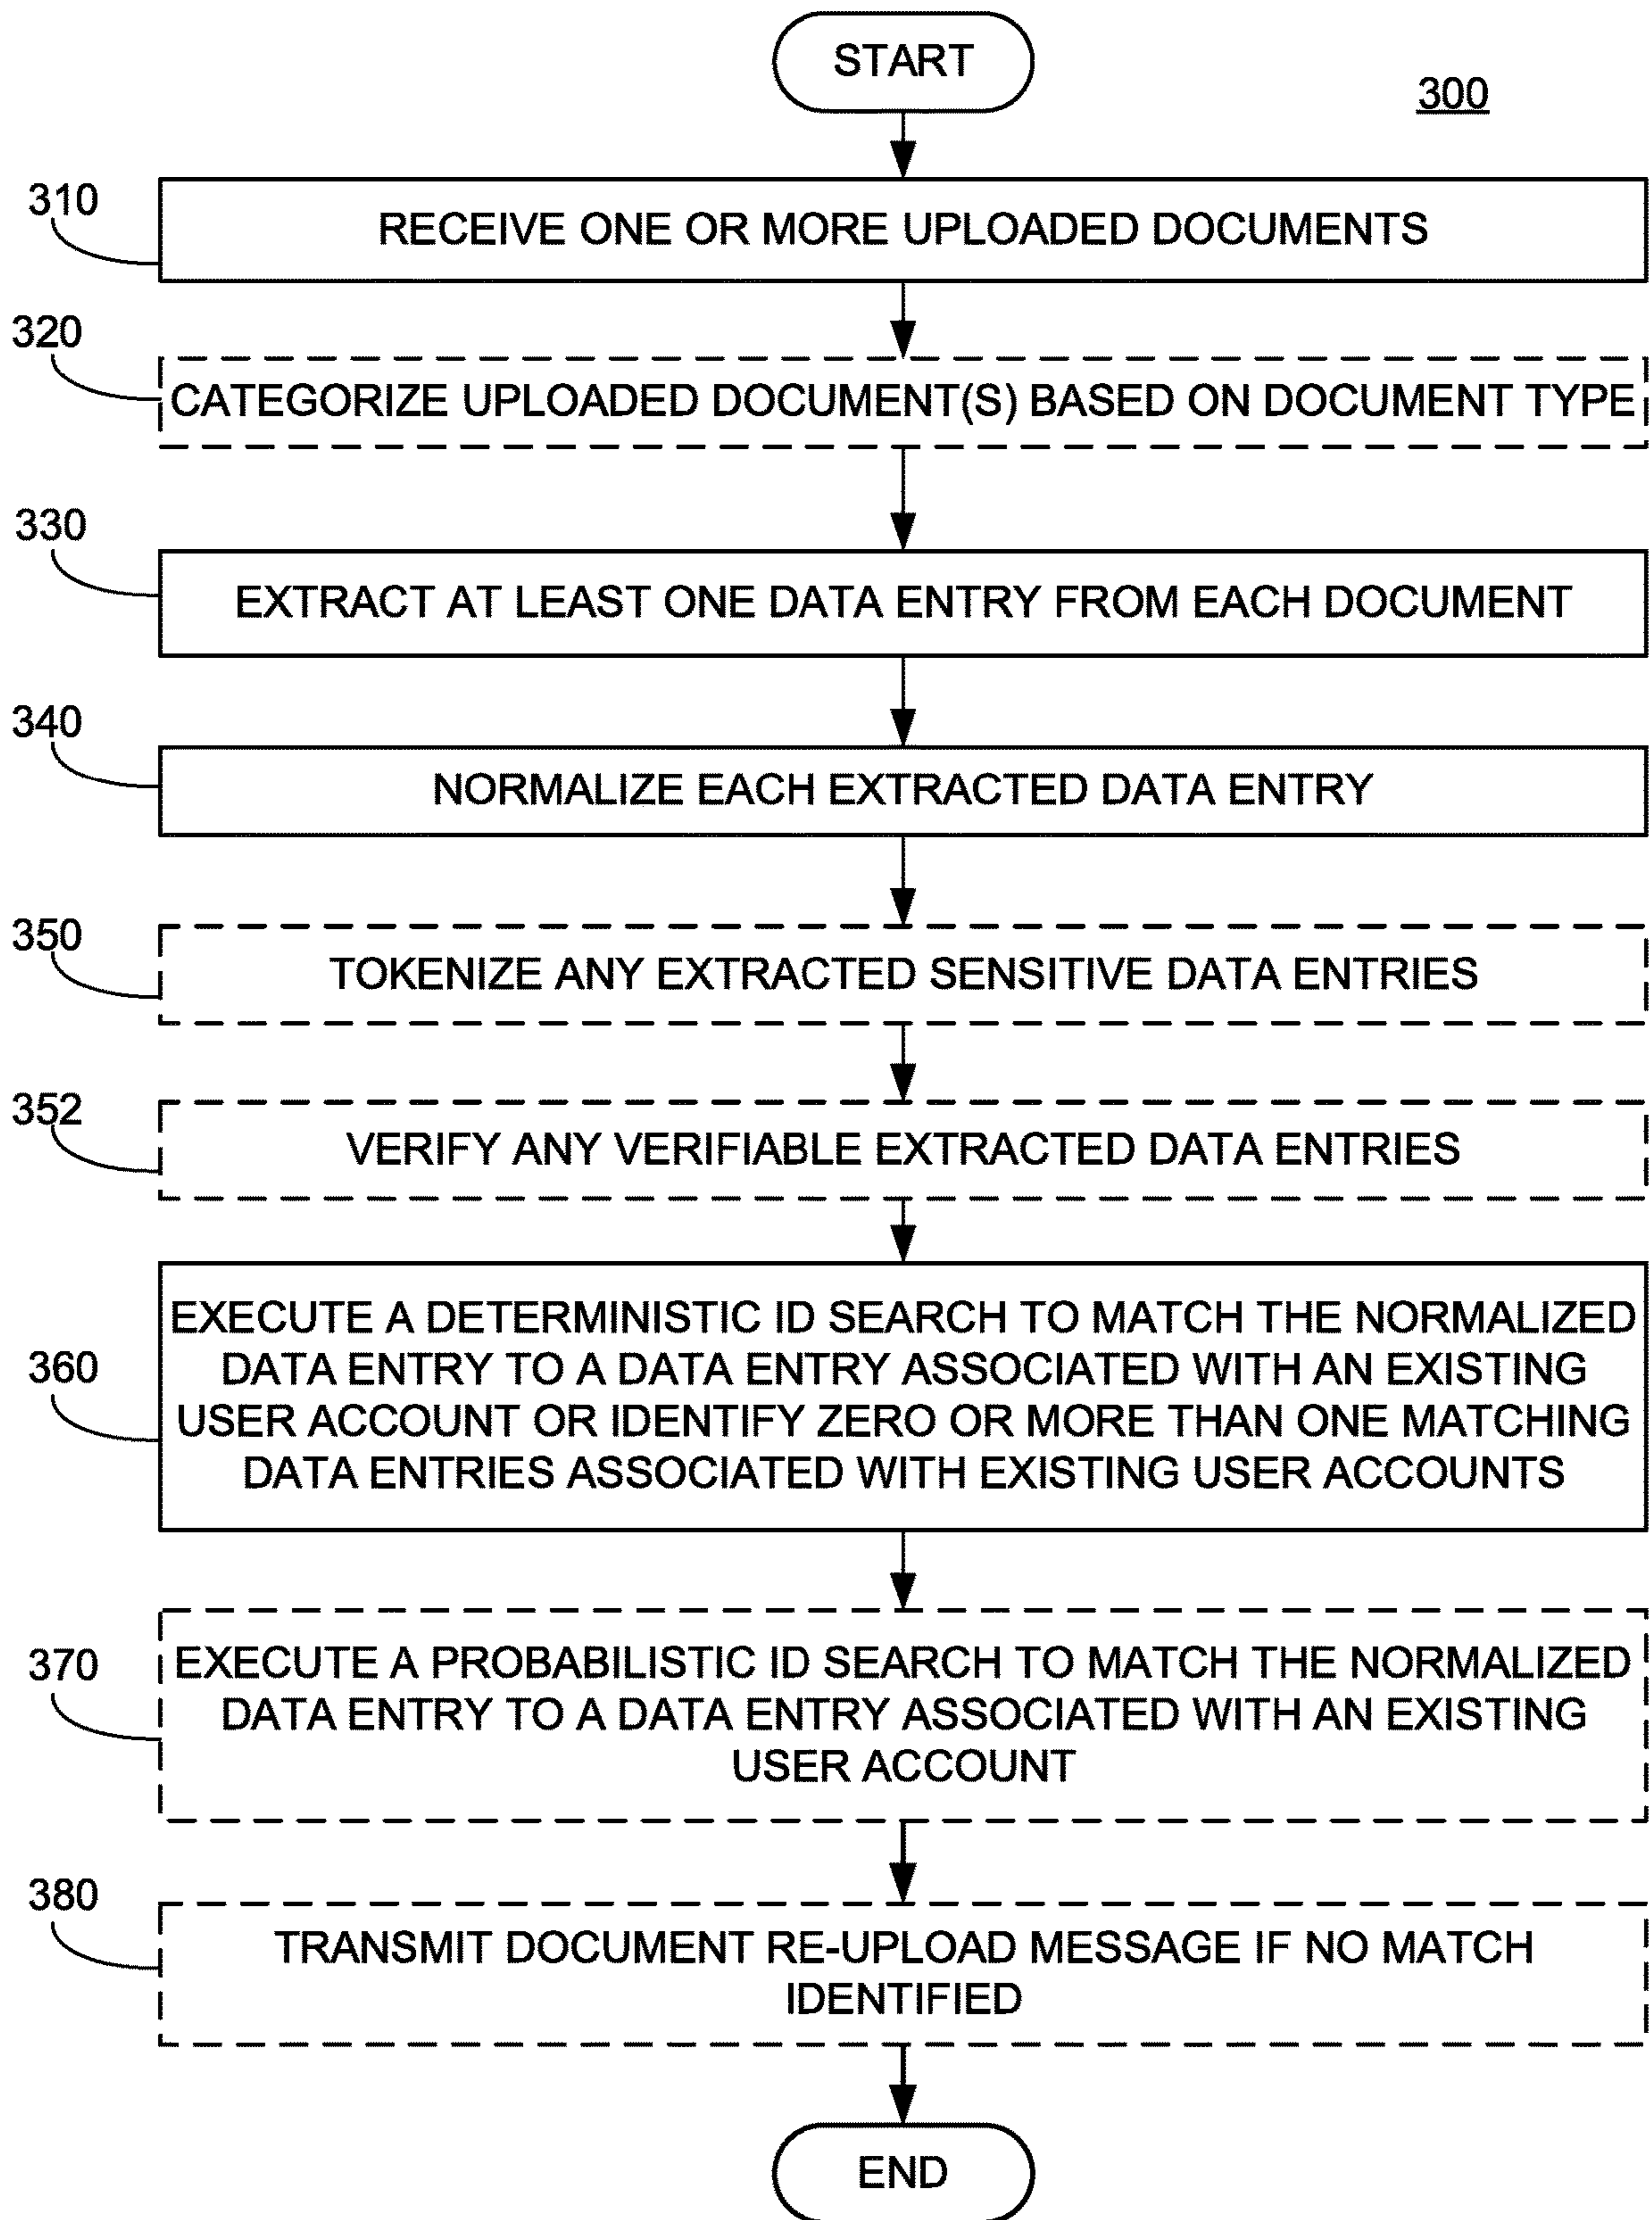 START
300
310
RECEIVE ONE OR MORE UPLOADED DOCUMENTS
320
CATEGORIZE UPLOADED DOCUMENT(S) BASED ON DOCUMENT TYPE
330
EXTRACT AT LEAST ONE DATA ENTRY FROM EACH DOCUMENT
340
NORMALIZE EACH EXTRACTED DATA ENTRY
350
TOKENIZE ANY EXTRACTED SENSITIVE DATA ENTRIES
352
VERIFY ANY VERIFIABLE EXTRACTED DATA ENTRIES
360
EXECUTE A DETERMINISTIC ID SEARCH TO MATCH THE NORMALIZED
DATA ENTRY TO A DATA ENTRY ASSOCIATED WITH AN EXISTING
USER ACCOUNT OR IDENTIFY ZERO OR MORE THAN ONE MATCHING
DATA ENTRIES ASSOCIATED WITH EXISTING USER ACCOUNTS
370
EXECUTE A PROBABILISTIC ID SEARCH TO MATCH THE NORMALIZED
DATA ENTRY TO A DATA ENTRY ASSOCIATED WITH AN EXISTING
USER ACCOUNT
380
TRANSMIT DOCUMENT RE-UPLOAD MESSAGE IF NO MATCH
IDENTIFIED
END